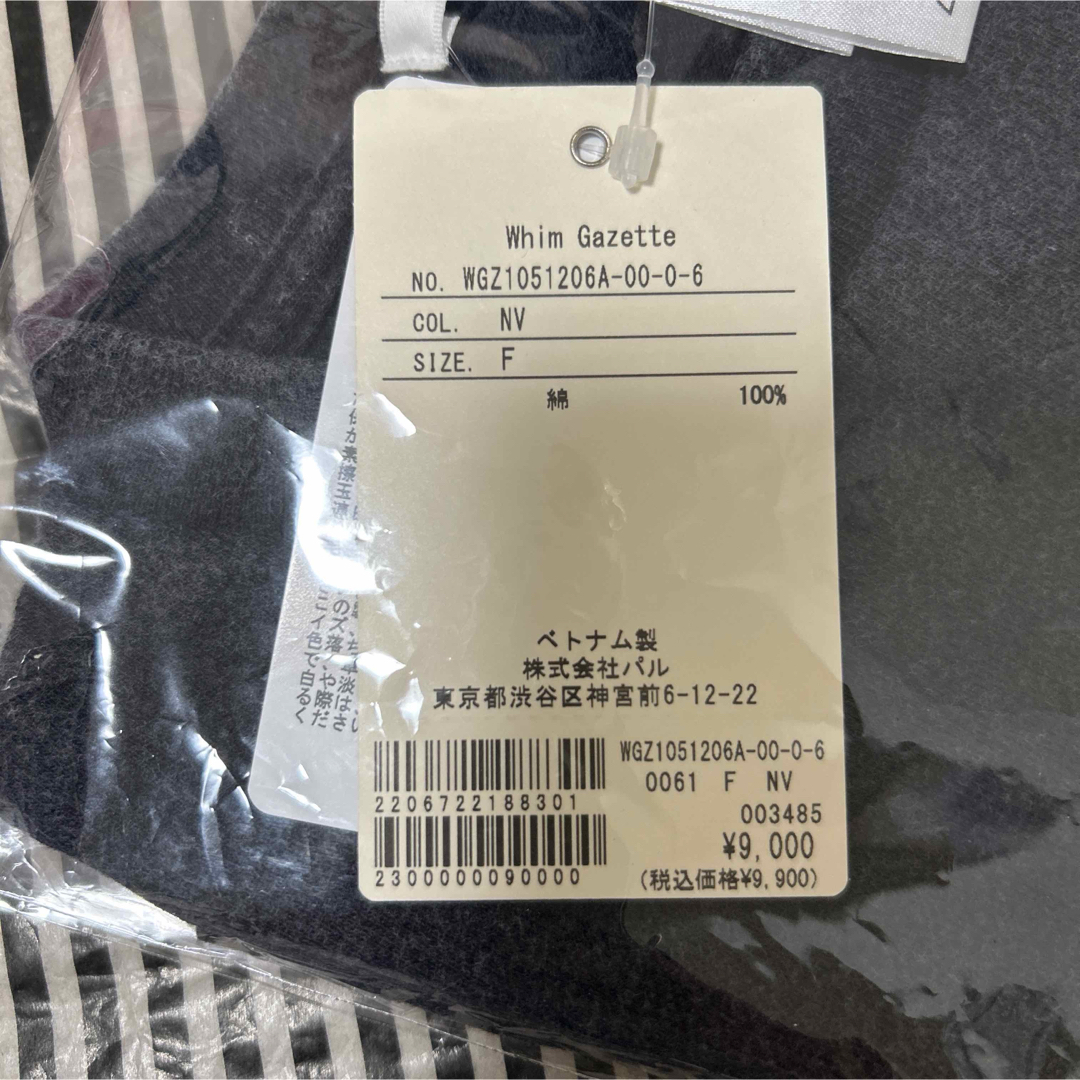 Whim Gazette
NO. WGZ1051206A-00-0-6
COL. NV
SIZE. F
綿 100%
ベトナム製
株式会社パル
東京都渋谷区神宮前6-12-22
WGZ1051206A-00-0-6
2206722188301
0061 F NV
003485
¥9,000
2300000090000
(税込価格¥9,900)